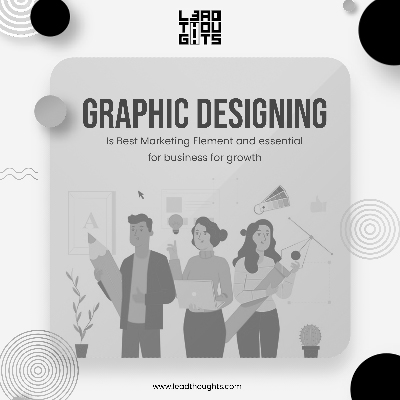 LEAD
THOU
GHTS
GRAPHIC DESIGNING
Is Best Marketing Element and essential
for business for growth
A
www.leadthoughts.com